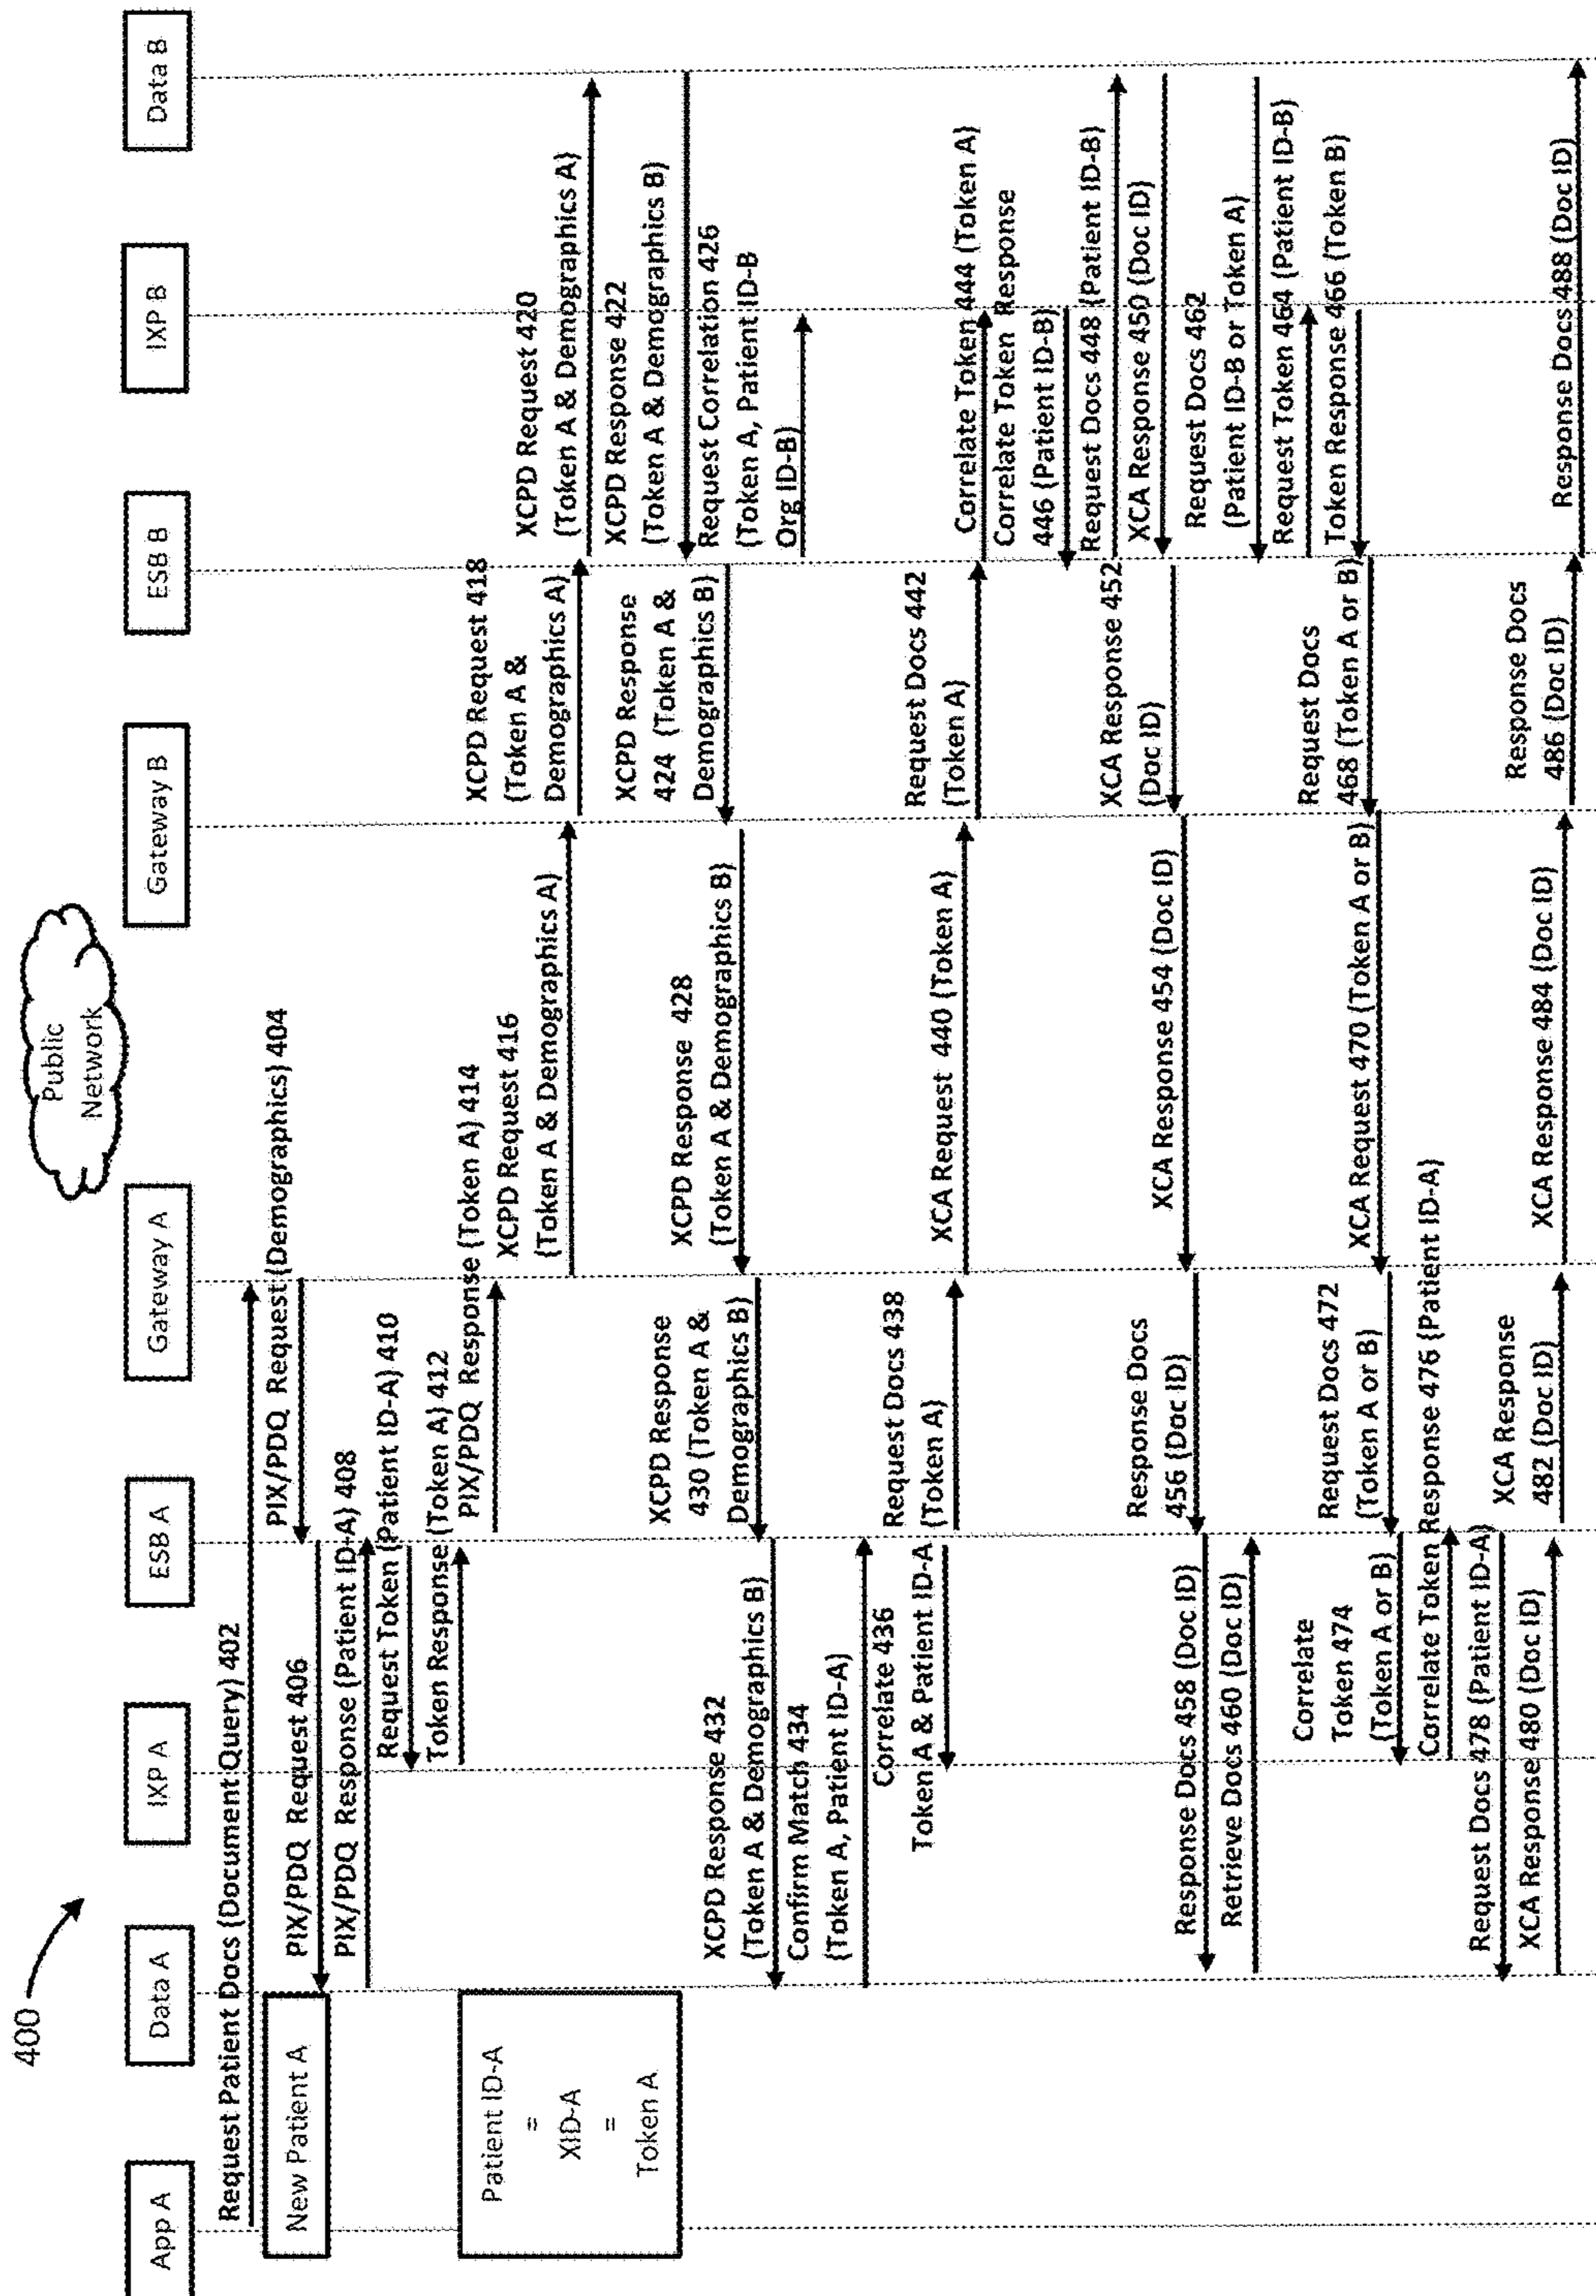 400
Public
Network
App A
Data A
IXP A
ESB A
Gateway A
Gateway B
ESB B
IXP B
Data B
Request Patient Docs {Document Query} 402
New Patient A
PIX/PDQ Request {Demographics} 404
PIX/PDQ Request 406
PIX/PDQ Response {Patient ID-A} 408
Request Token {Patient ID-A} 410
Token Response {Token A} 412
PIX/PDQ Response {Token A} 414
Patient ID-A
=
XID-A
=
Token A
XCPD Request 416
{Token A & Demographics A}
XCPD Request 418
{Token A &
Demographics A}
XCPD Request 420
{Token A & Demographics A}
XCPD Response 422
{Token A & Demographics B}
XCPD Response
424 {Token A &
Demographics B}
Request Correlation 426
{Token A, Patient ID-B
Org ID-B}
XCPD Response 428
{Token A & Demographics B}
XCPD Response
430 {Token A &
Demographics B}
XCPD Response 432
{Token A & Demographics B}
Confirm Match 434
{Token A, Patient ID-A}
Correlate 436
Token A & Patient ID-A
Request Docs 438
{Token A}
XCA Request 440 {Token A}
Request Docs 442
{Token A}
Correlate Token 444 {Token A}
Correlate Token Response
446 {Patient ID-B}
Request Docs 448 {Patient ID-B}
XCA Response 450 {Doc ID}
XCA Response 452
{Doc ID}
XCA Response 454 {Doc ID}
Response Docs
456 {Doc ID}
Response Docs 458 {Doc ID}
Retrieve Docs 460 {Doc ID}
Request Docs 462
{Patient ID-B or Token A}
Request Token 464 {Patient ID-B}
Token Response 466 {Token B}
Request Docs
468 {Token A or B}
XCA Request 470 {Token A or B}
Request Docs 472
{Token A or B}
Correlate
Token 474
{Token A or B}
Correlate Token Response 476 {Patient ID-A}
Request Docs 478 {Patient ID-A}
XCA Response 480 {Doc ID}
XCA Response
482 {Doc ID}
XCA Response 484 {Doc ID}
Response Docs
486 {Doc ID}
Response Docs 488 {Doc ID}